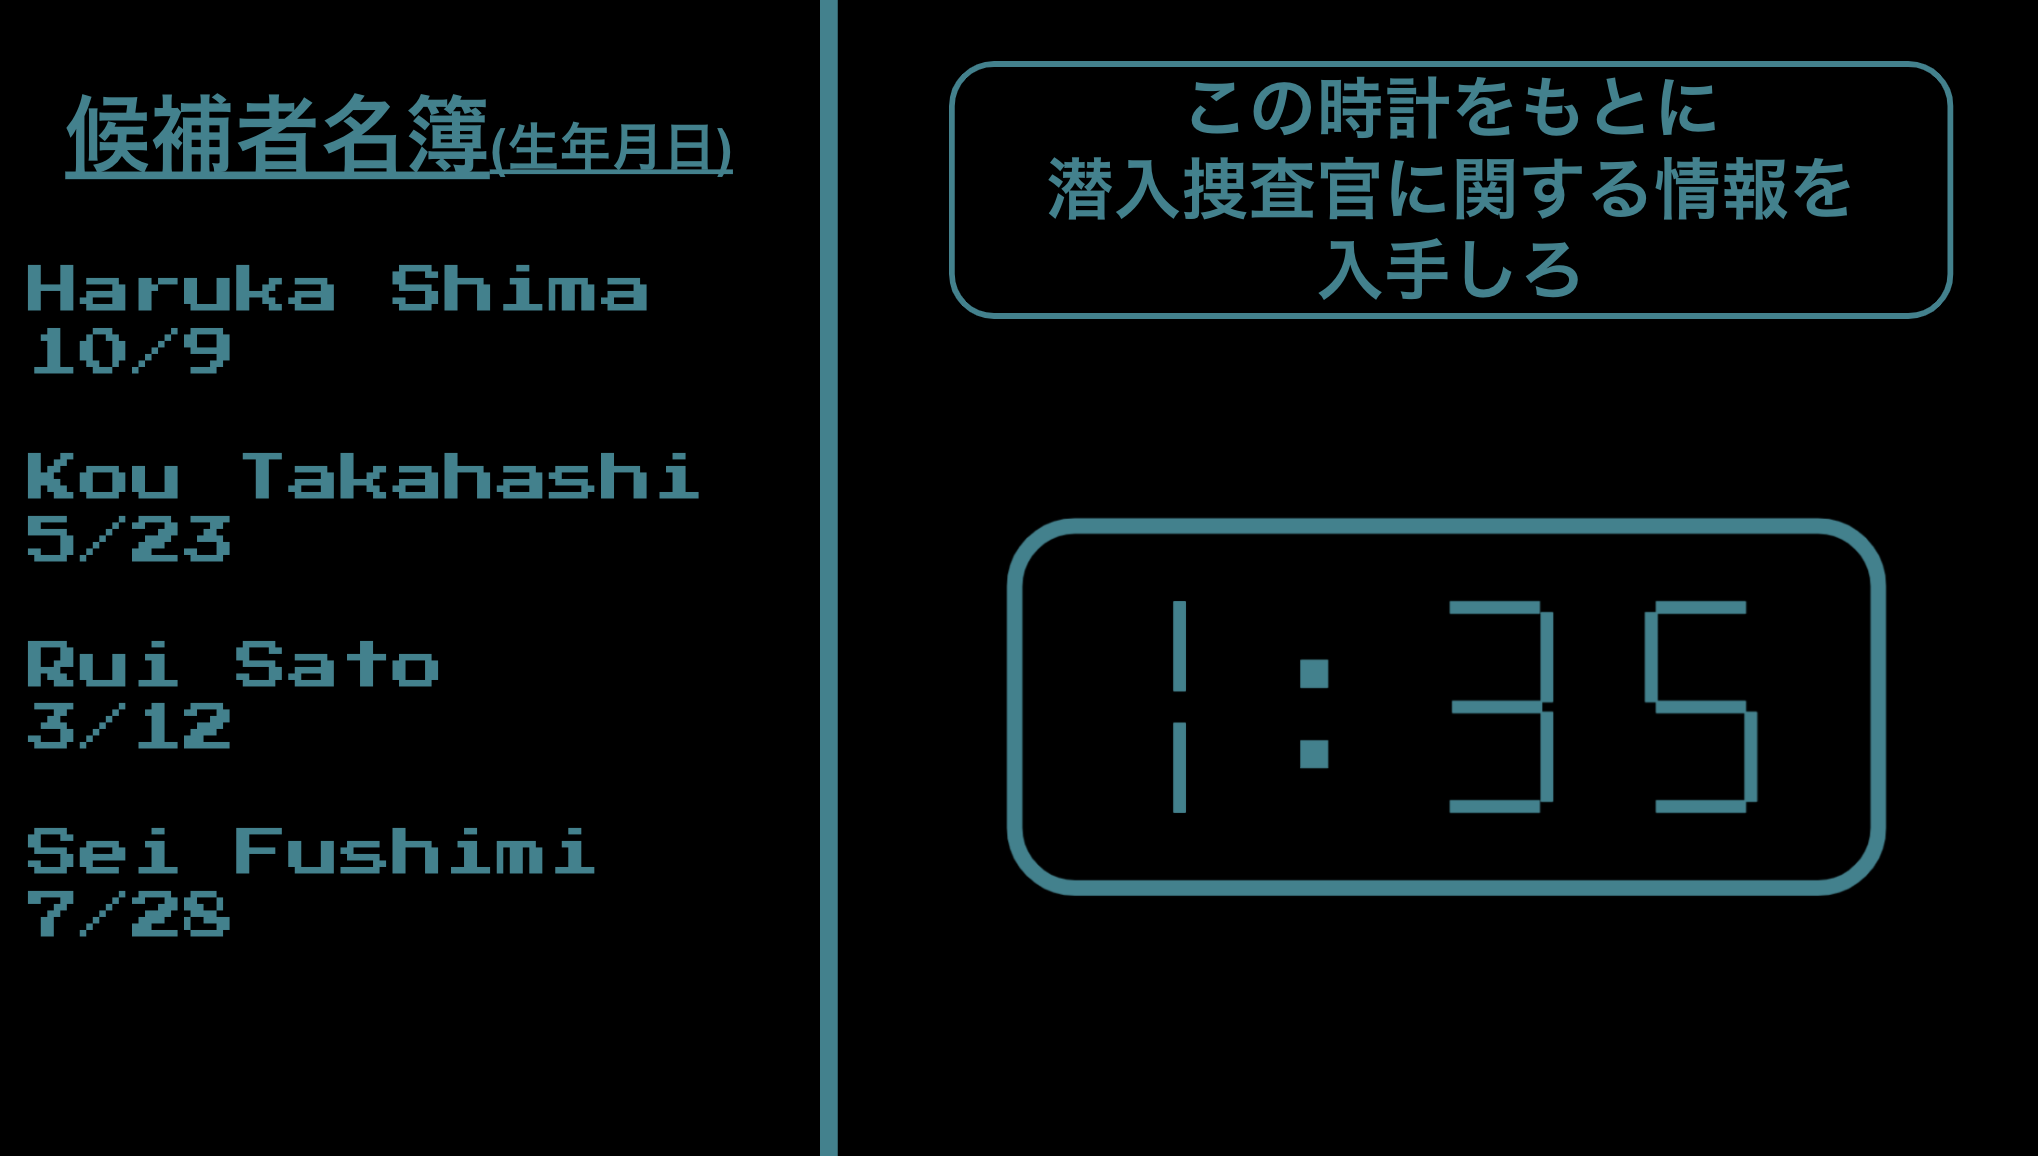 候補者名簿(生年月日)
Haruka Shima
10/9
Kou Takahashi
5/23
Rui Sato
3/12
Sei Fushimi
7/28
この時計をもとに
潜入捜査官に関する情報を
入手しろ
1:35